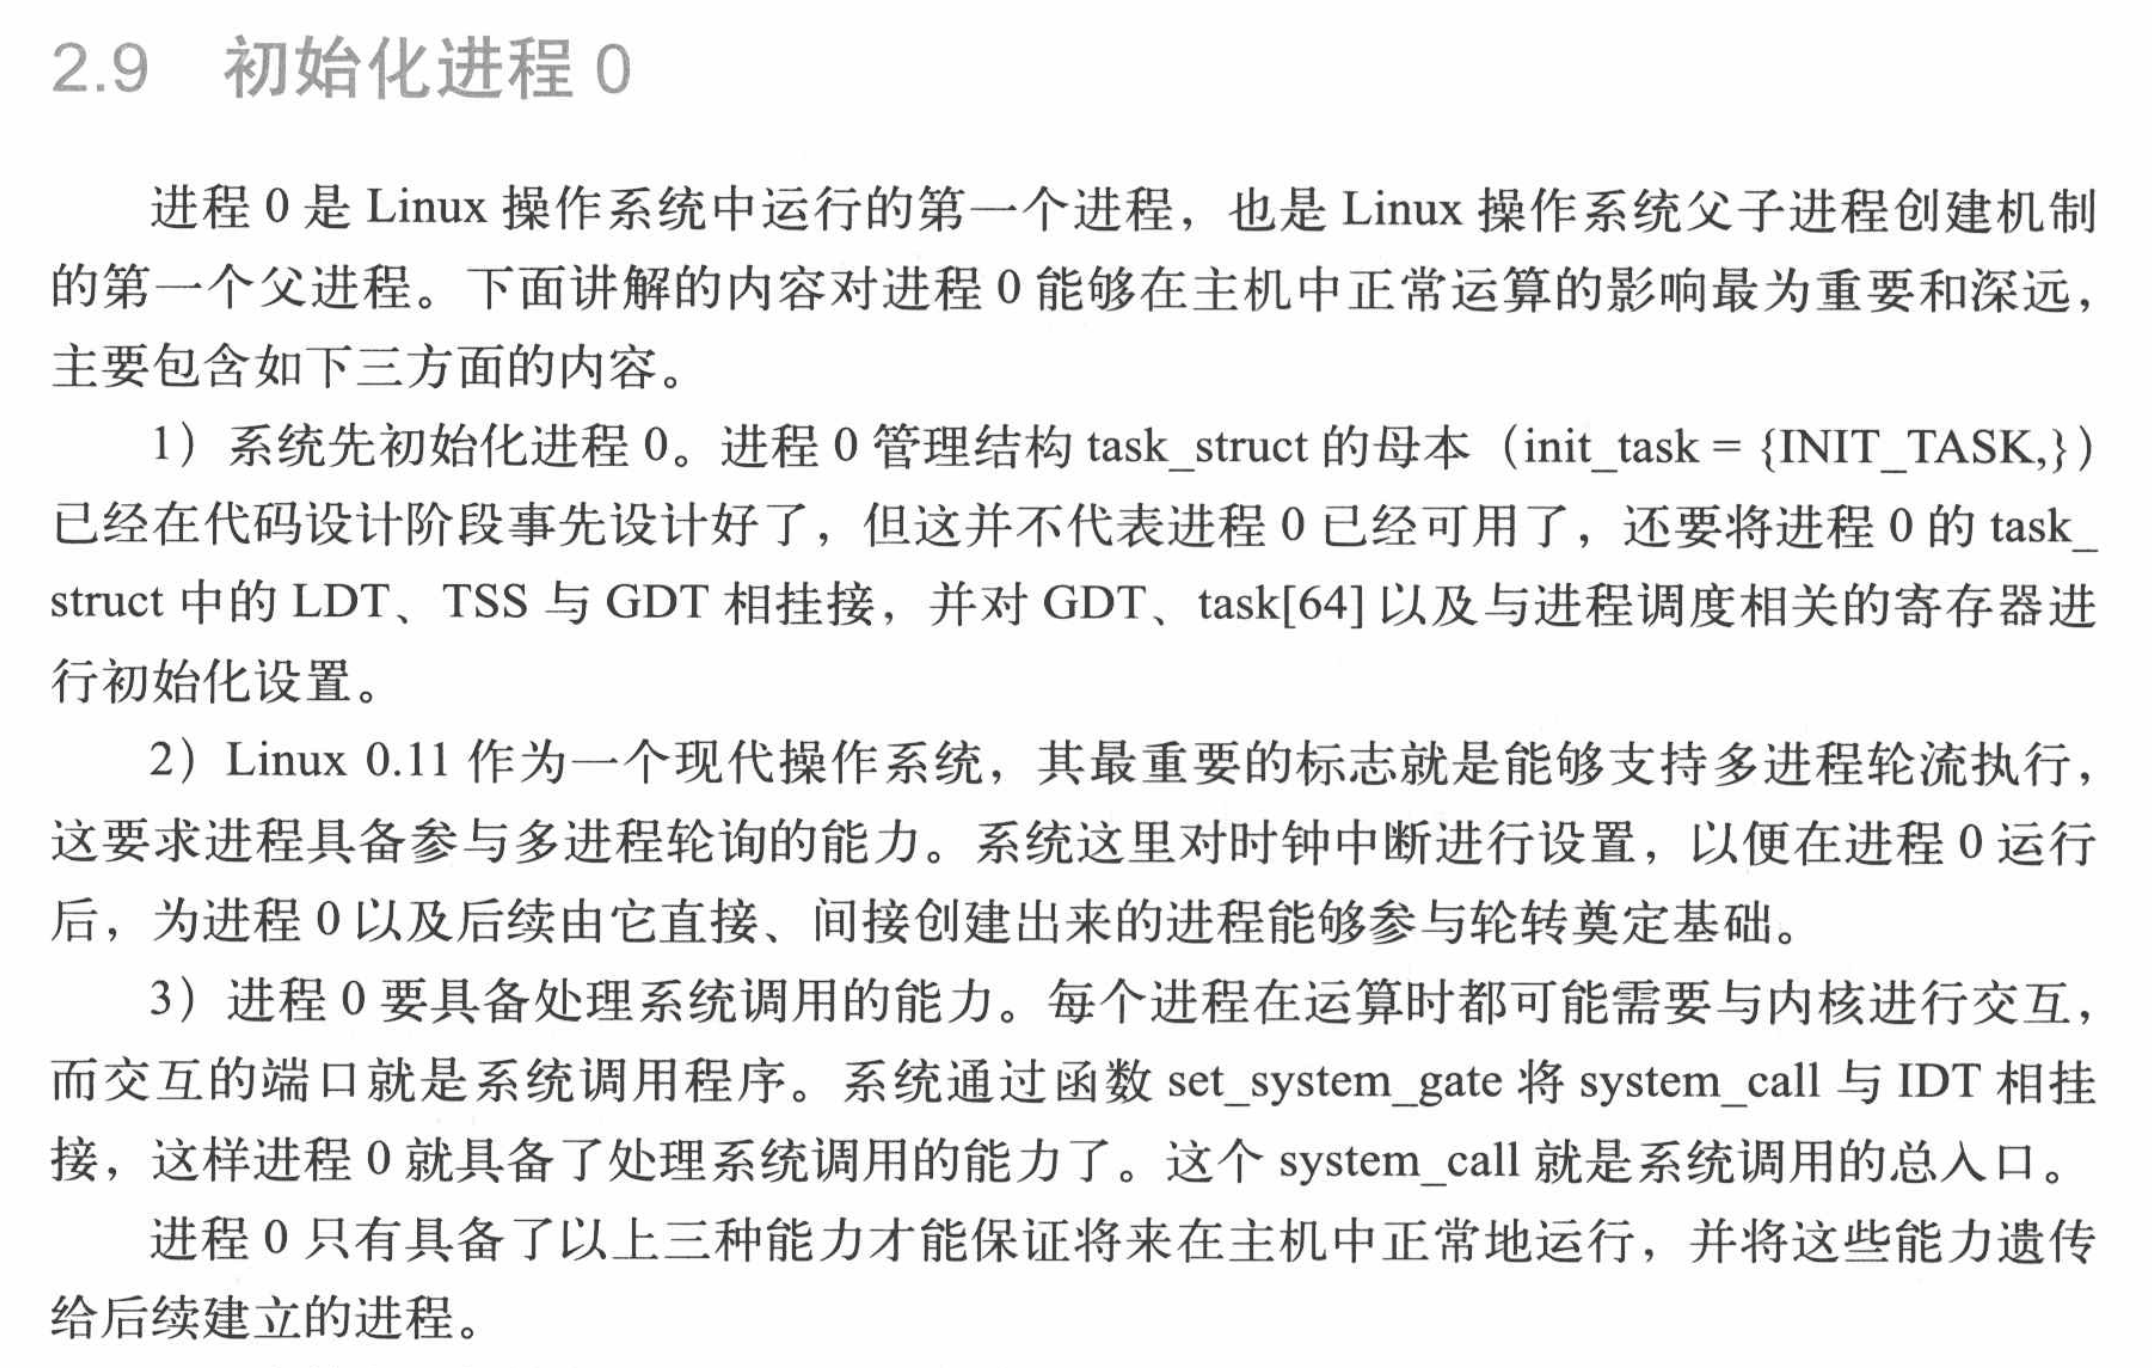 2.9 初始化进程 0
进程 0 是 Linux 操作系统中运行的第一个进程，也是 Linux 操作系统父子进程创建机制
的第一个父进程。下面讲解的内容对进程 0 能够在主机中正常运算的影响最为重要和深远，
主要包含如下三方面的内容。
1）系统先初始化进程 0。进程 0 管理结构 task_struct 的母本（init_task = {INIT_TASK,}）
已经在代码设计阶段事先设计好了，但这并不代表进程 0 已经可用了，还要将进程 0 的 task_
struct 中的 LDT、TSS 与 GDT 相挂接，并对 GDT、task[64] 以及与进程调度相关的寄存器进
行初始化设置。
2）Linux 0.11 作为一个现代操作系统，其最重要的标志就是能够支持多进程轮流执行，
这要求进程具备参与多进程轮询的能力。系统这里对时钟中断进行设置，以便在进程 0 运行
后，为进程 0 以及后续由它直接、间接创建出来的进程能够参与轮转奠定基础。
3）进程 0 要具备处理系统调用的能力。每个进程在运算时都可能需要与内核进行交互，
而交互的端口就是系统调用程序。系统通过函数 set_system_gate 将 system_call 与 IDT 相挂
接，这样进程 0 就具备了处理系统调用的能力了。这个 system_call 就是系统调用的总入口。
进程 0 只有具备了以上三种能力才能保证将来在主机中正常地运行，并将这些能力遗传
给后续建立的进程。